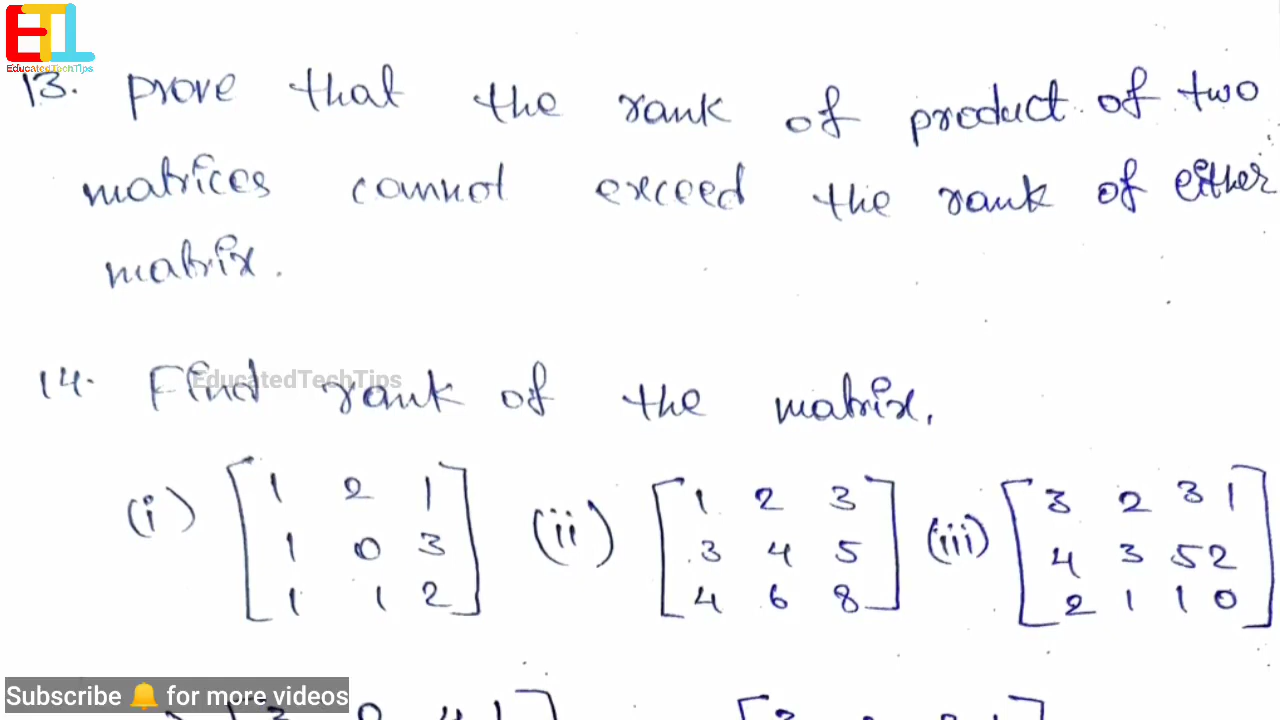 ETL
EducatedTechTips
13. prove that the rank of product of two
matrices cannot exceed the rank of either
matrix.
14. Find rank of the matrix.
EducatedTechTips
(i) [1 2 1 (ii) [1 2 3 (iii) [3 2 3 1
1 0 3 3 4 5 4 3 5 2
1 1 2] 4 6 8] 2 1 1 0]
Subscribe 🔔 for more videos